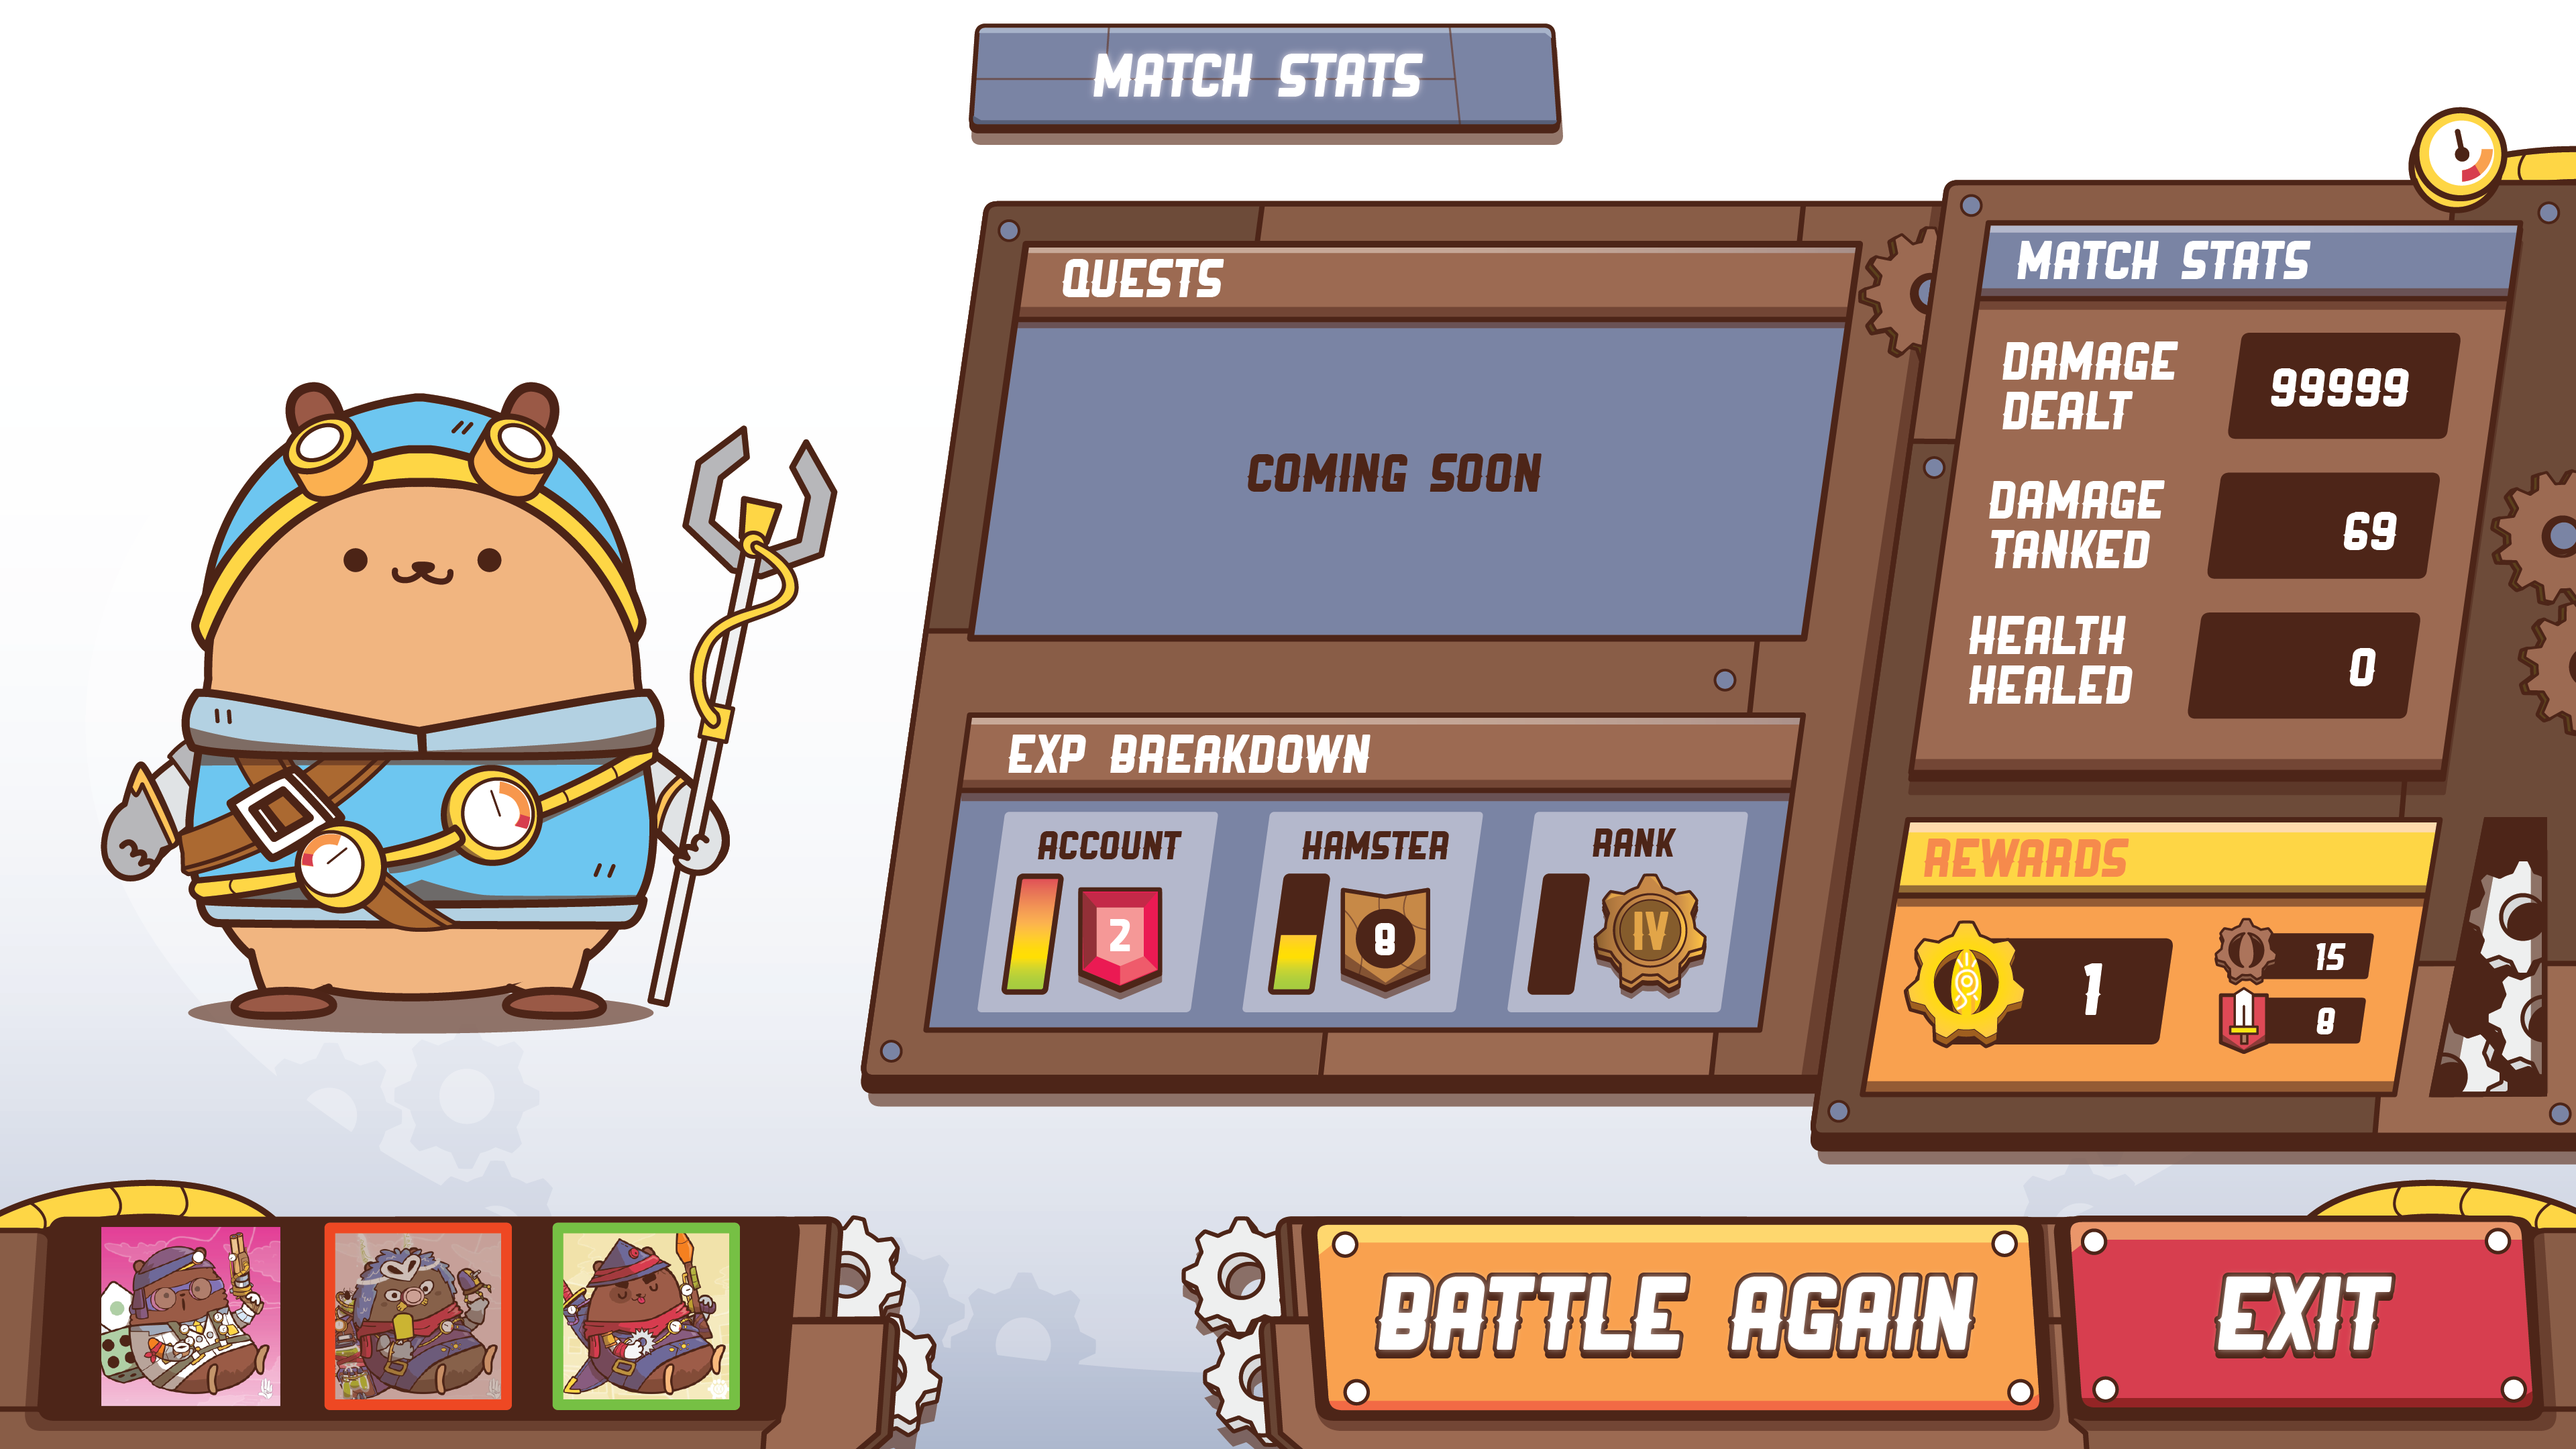 MATCH STATS
QUESTS
COMING SOON
EXP BREAKDOWN
ACCOUNT
2
HAMSTER
8
RANK
IV
MATCH STATS
DAMAGE
DEALT
99999
DAMAGE
TANKED
69
HEALTH
HEALED
0
REWARDS
1
15
8
BATTLE AGAIN
EXIT